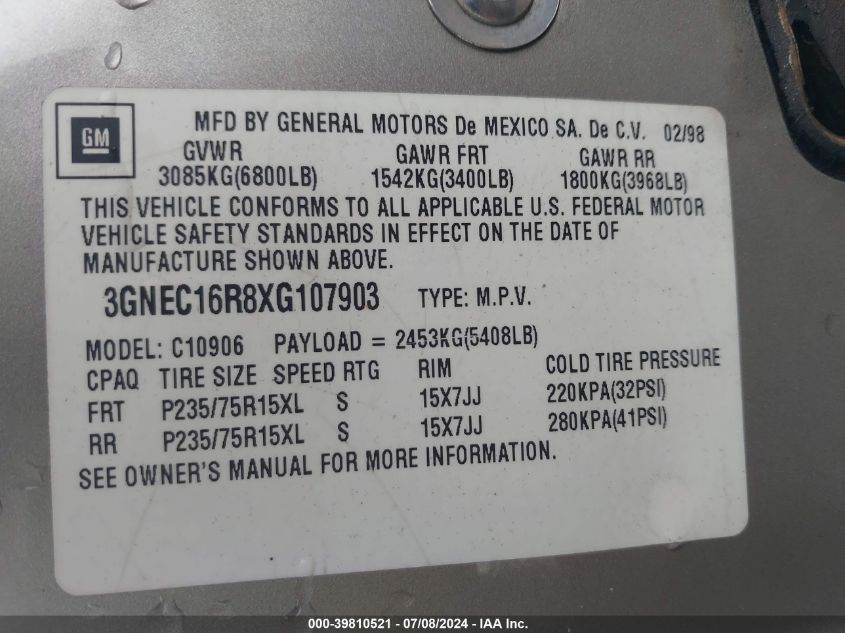 GM
MFD BY GENERAL MOTORS De MEXICO SA. De C.V. 02/98
GVWR GAWR FRT GAWR RR
3085KG(6800LB) 1542KG(3400LB) 1800KG(3968LB)
THIS VEHICLE CONFORMS TO ALL APPLICABLE U.S. FEDERAL MOTOR
VEHICLE SAFETY STANDARDS IN EFFECT ON THE DATE OF
MANUFACTURE SHOWN ABOVE.
3GNEC16R8XG107903 TYPE: M.P.V.
MODEL: C10906 PAYLOAD = 2453KG(5408LB)
CPAQ TIRE SIZE SPEED RTG RIM COLD TIRE PRESSURE
FRT P235/75R15XL S 15X7JJ 220KPA(32PSI)
RR P235/75R15XL S 15X7JJ 280KPA(41PSI)
SEE OWNER'S MANUAL FOR MORE INFORMATION.
000-39810521 - 07/08/2024 - IAA Inc.